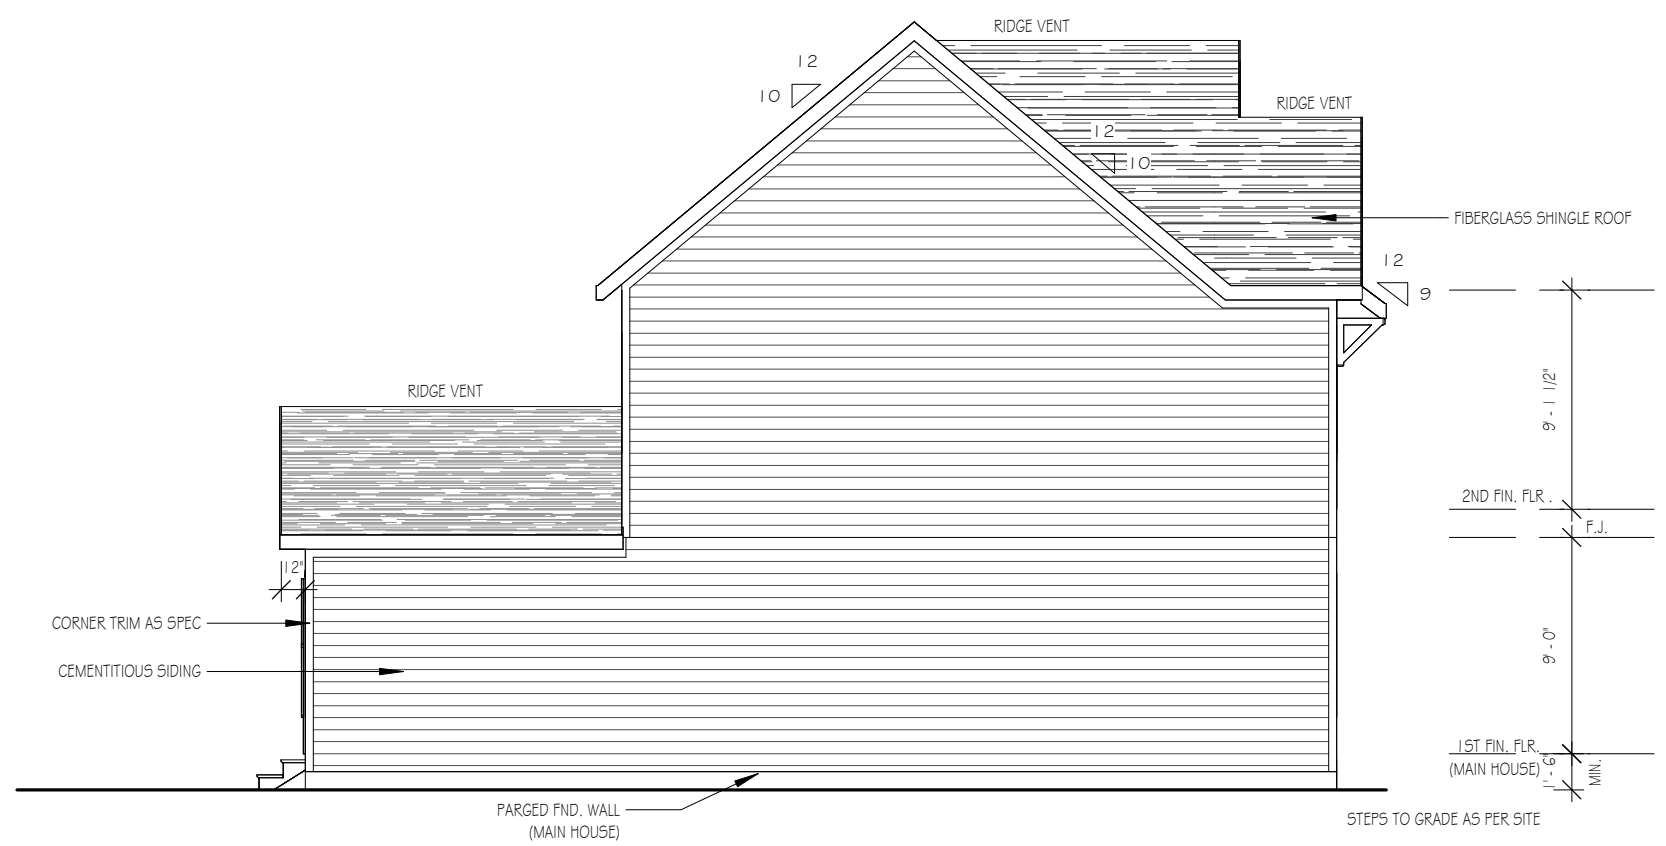 RIDGE VENT
12
10
RIDGE VENT
12
10
FIBERGLASS SHINGLE ROOF
12
9
9' - 1 1/2"
RIDGE VENT
2ND FIN. FLR .
F.J.
12"
CORNER TRIM AS SPEC
9' - 0"
CEMENTITIOUS SIDING
1ST FIN. FLR.
(MAIN HOUSE)
1' - 6"
MIN.
PARGED FND. WALL
(MAIN HOUSE)
STEPS TO GRADE AS PER SITE